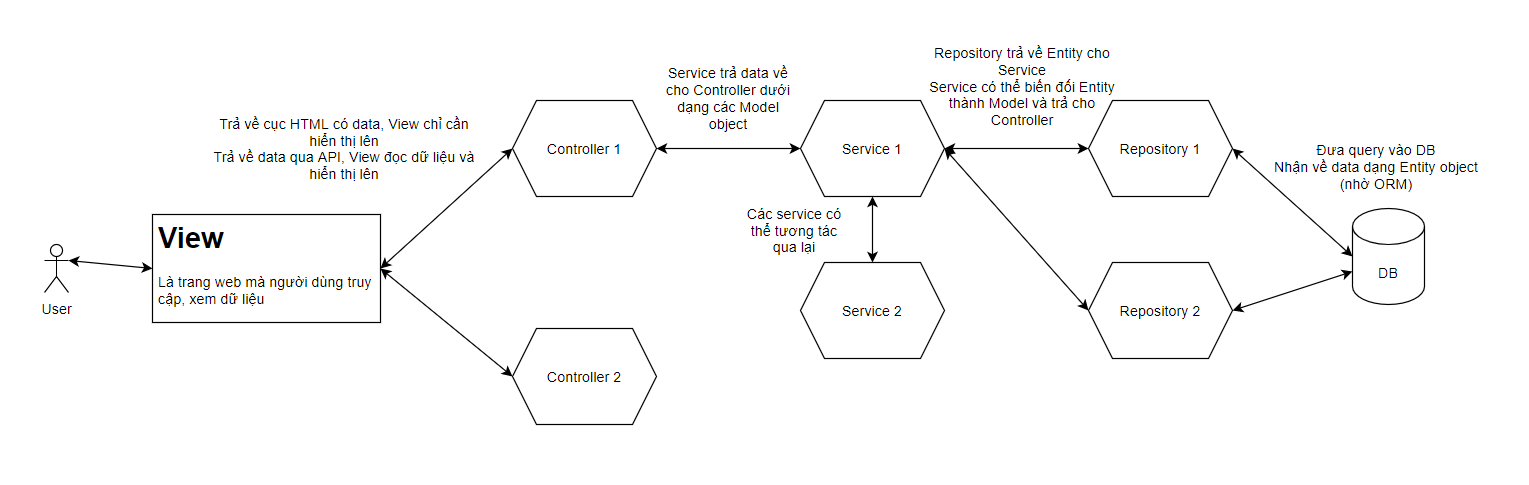 Repository trả về Entity cho
Service
Service có thể biến đối Entity
thành Model và trả cho
Controller
Service trả data về
cho Controller dưới
dạng các Model
object
Trả về cục HTML có data, View chỉ cần
hiển thị lên
Trả về data qua API, View đọc dữ liệu và
hiển thị lên
Controller 1
Service 1
Repository 1
Đưa query vào DB
Nhận về data dạng Entity object
(nhờ ORM)
Các service có
thể tương tác
qua lại
View
Là trang web mà người dùng truy
cập, xem dữ liệu
User
DB
Service 2
Repository 2
Controller 2